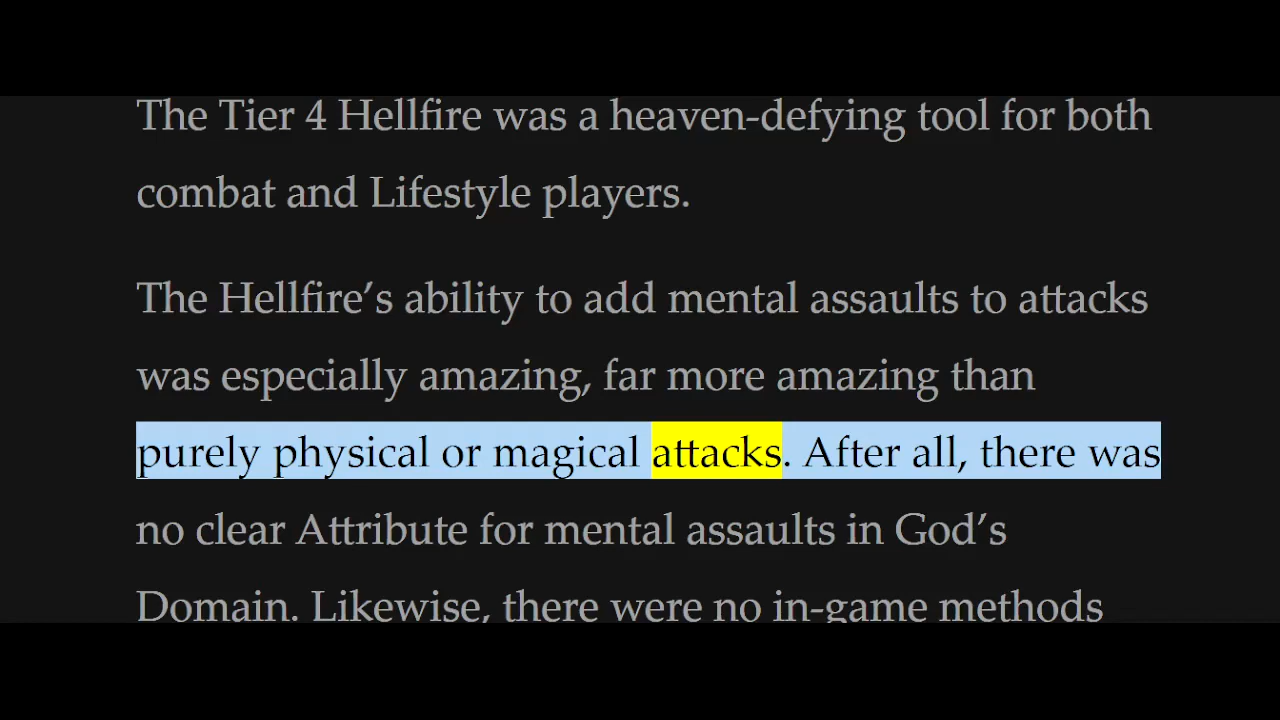 The Tier 4 Hellfire was a heaven-defying tool for both
combat and Lifestyle players.
The Hellfire’s ability to add mental assaults to attacks
was especially amazing, far more amazing than
purely physical or magical attacks. After all, there was
no clear Attribute for mental assaults in God’s
Domain. Likewise, there were no in-game methods